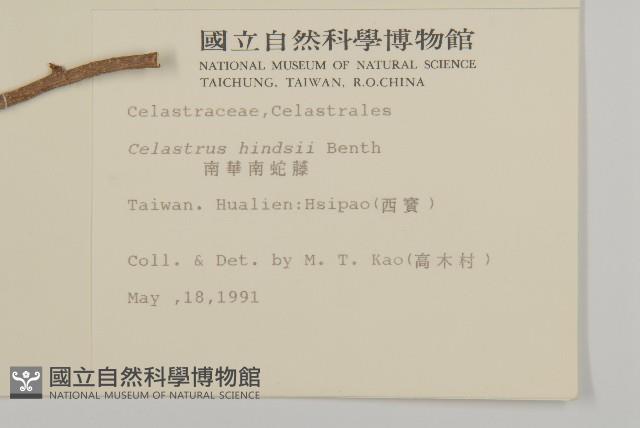 國立自然科學博物館
NATIONAL MUSEUM OF NATURAL SCIENCE
TAICHUNG, TAIWAN, R.O.CHINA
Celastraceae,Celastrales
Celastrus hindsii Benth
南華南蛇藤
Taiwan. Hualien:Hsipao(西寶)
Coll. & Det. by M. T. Kao(高木村)
May ,18,1991
國立自然科學博物館
NATIONAL MUSEUM OF NATURAL SCIENCE